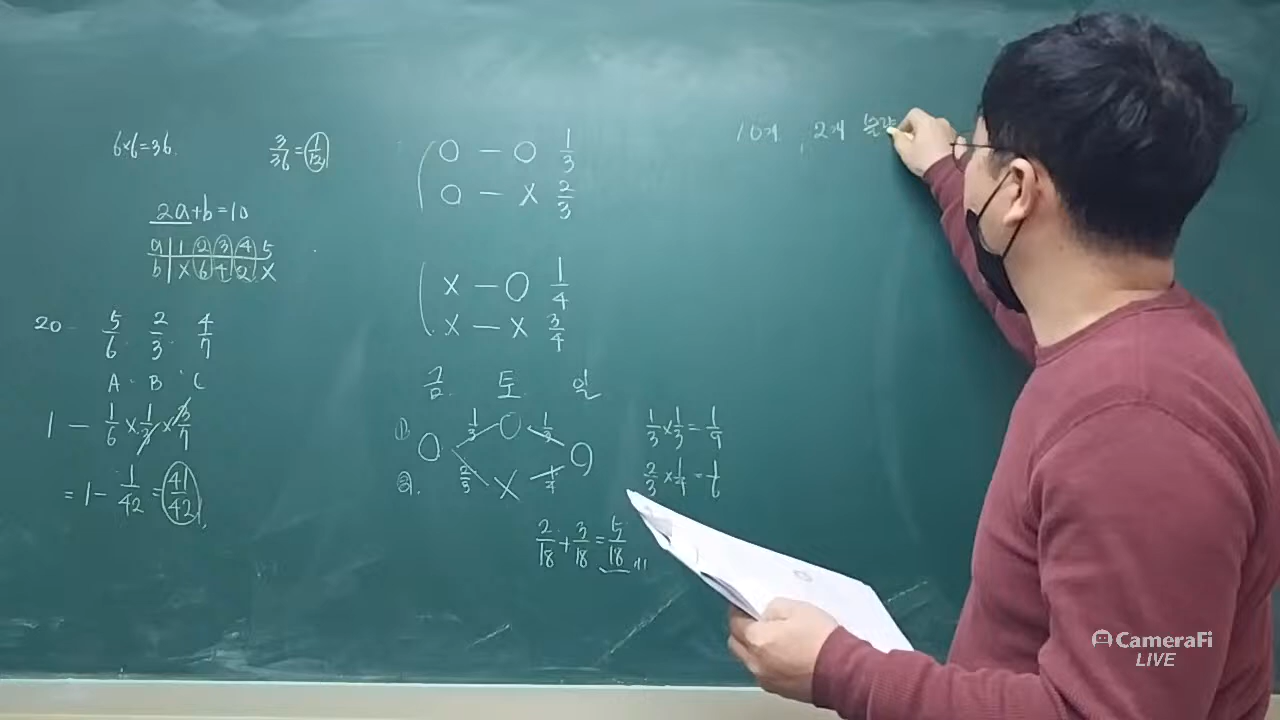 6×6=36.
3/36=1/12
2a+b=10
a | 1 2 3 4 5
b | X 6 4 2 X
20 5/6 2/3 4/7
A B C
1 - 1/6 × 1/3 × 3/7
= 1 - 1/42 = 41/42
O - O 1/3
O - X 2/3
X - O 1/4
X - X 3/4
금 토 일
① O 1/3 O 1/3 O
②. 2/3 X 1/4
1/3 × 1/3 = 1/9
2/3 × 1/4 = 1/6
2/18 + 3/18 = 5/18
10개, 2개 불량
CameraFi
LIVE